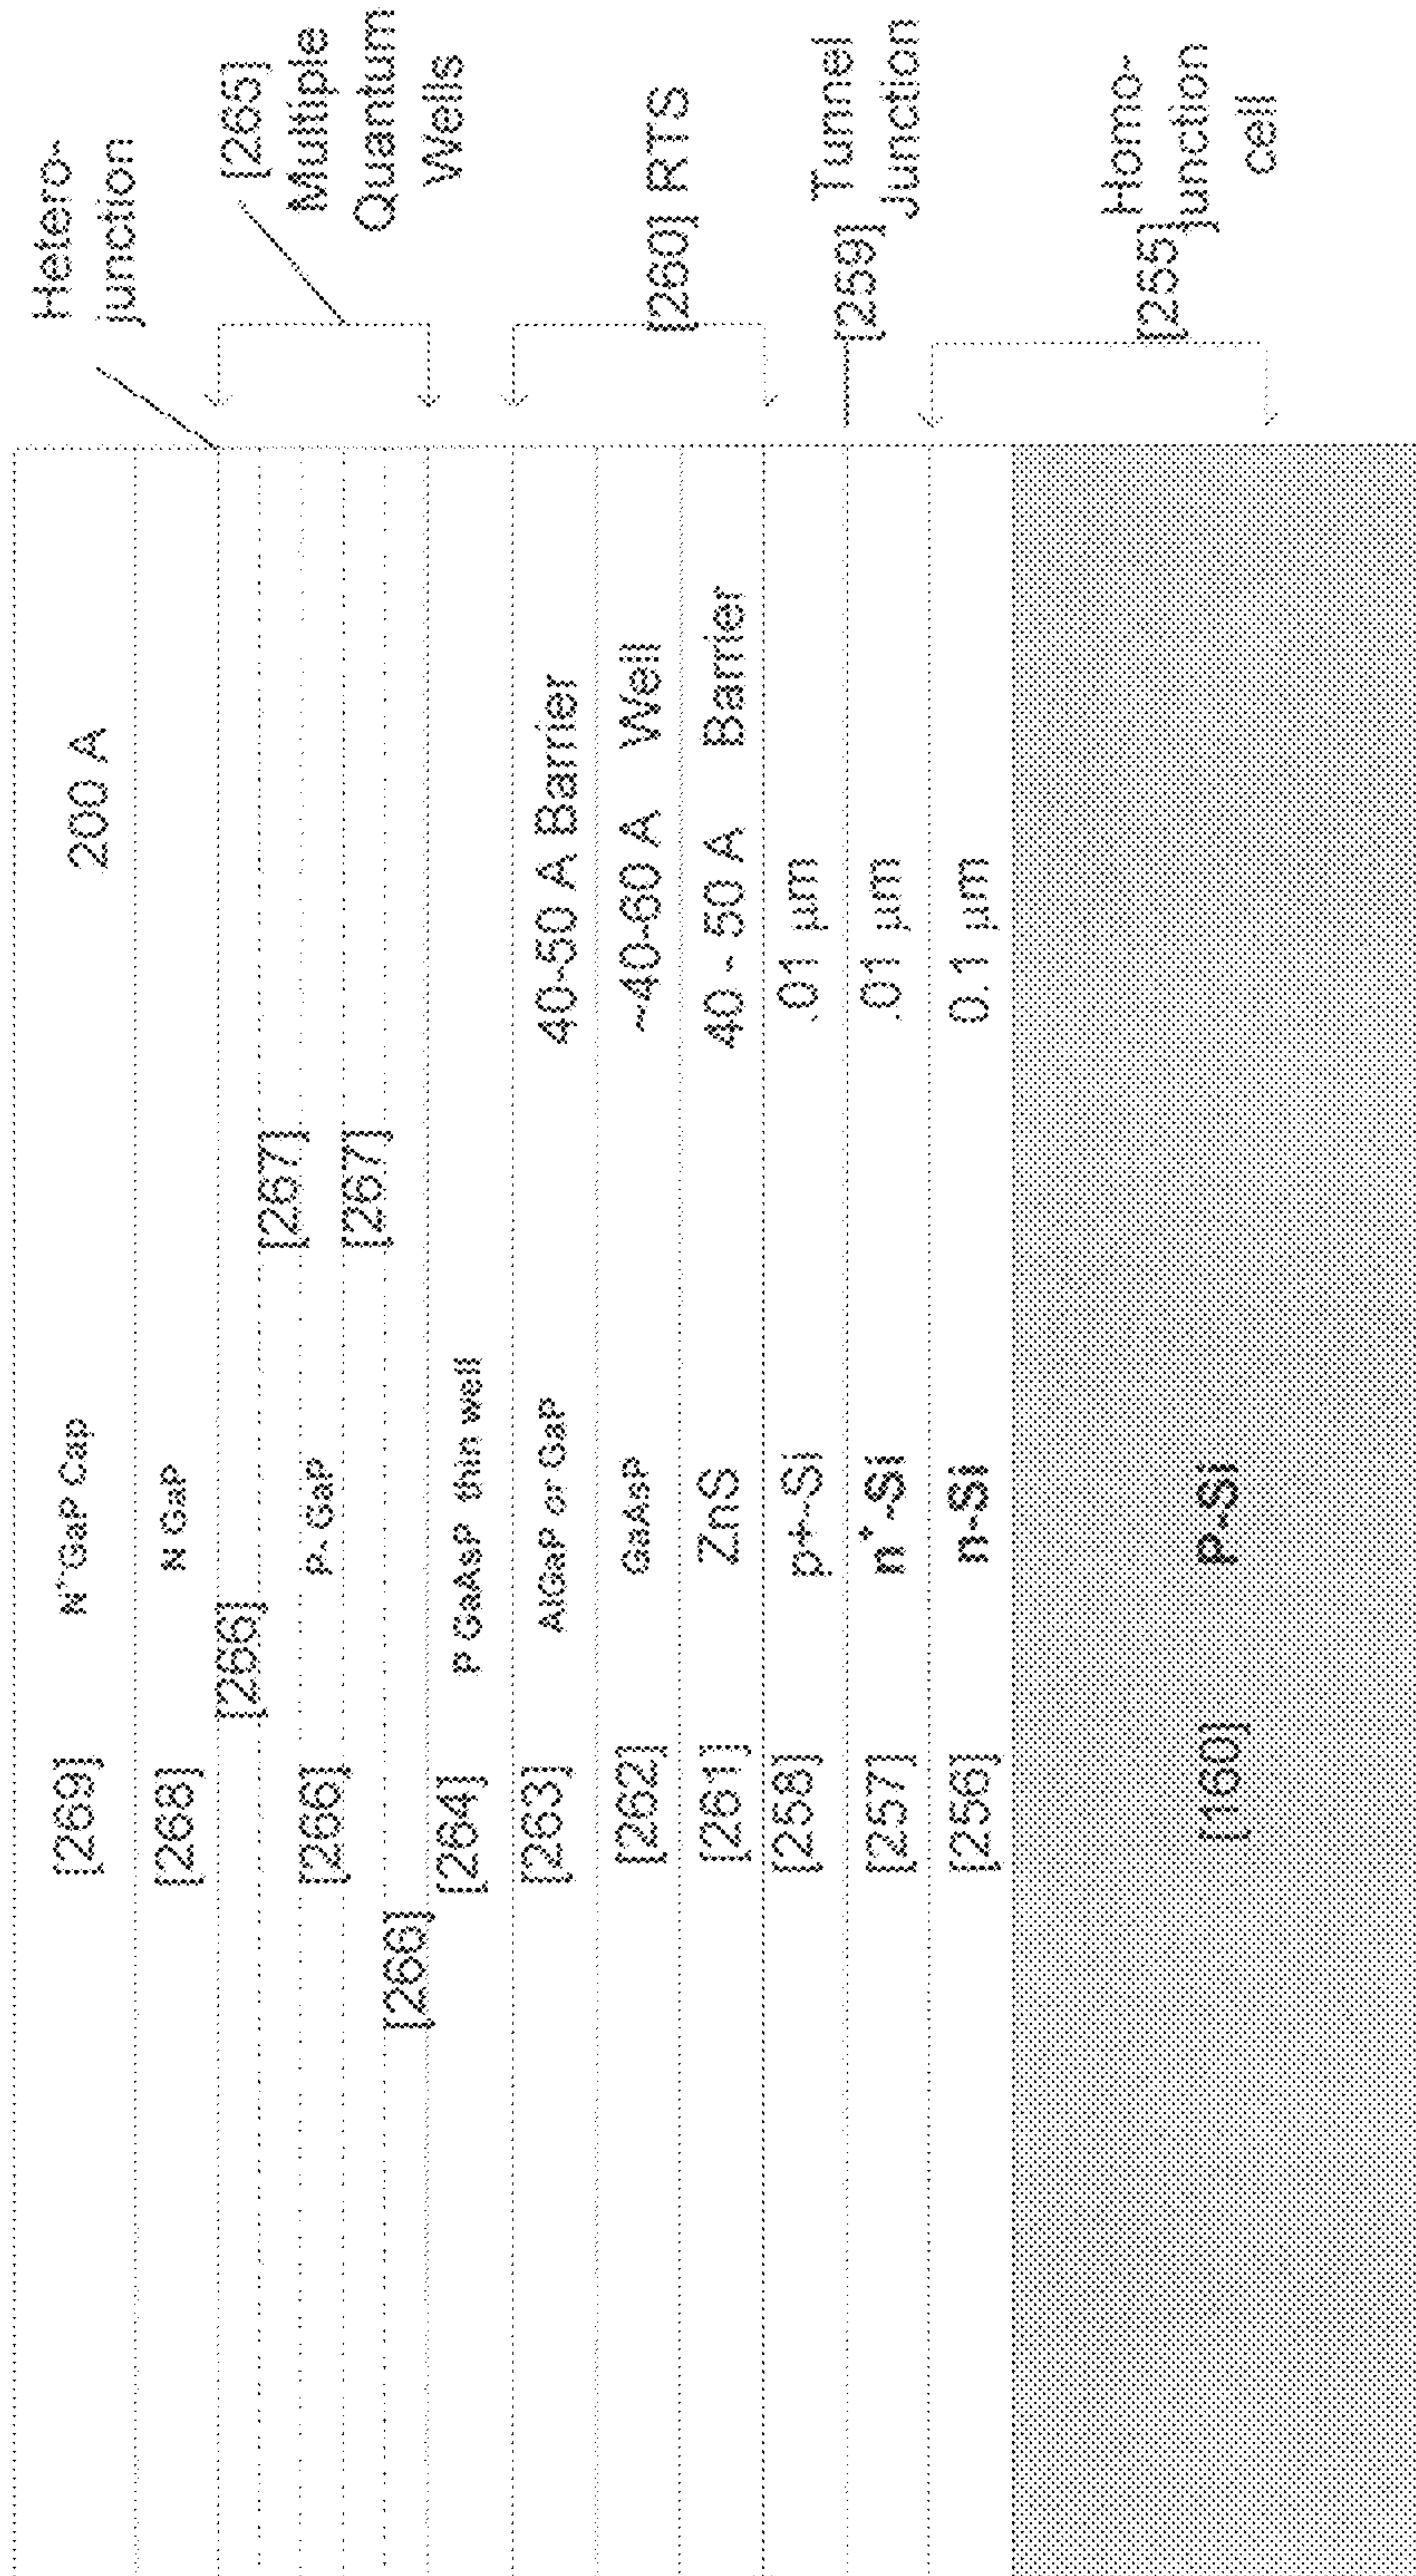 [269] N⁺GaP Cap 200 A
[268] N GaP
[266]
[267]
[266] P- GaP
[267]
[266]
[264] P GaAsP thin well
[263] AlGaP or GaP 40-50 A Barrier
[262] GaAsP ~40-60 A Well
[261] ZnS 40 - 50 A Barrier
[258] p+-Si .01 µm
[257] n⁺-Si .01 µm
[256] n-Si 0.1 µm
[160] P-Si
Hetero-
junction
[265]
Multiple
Quantum
Wells
[260] RTS
Tunnel
[259] Junction
Homo-
[255] junction
cell